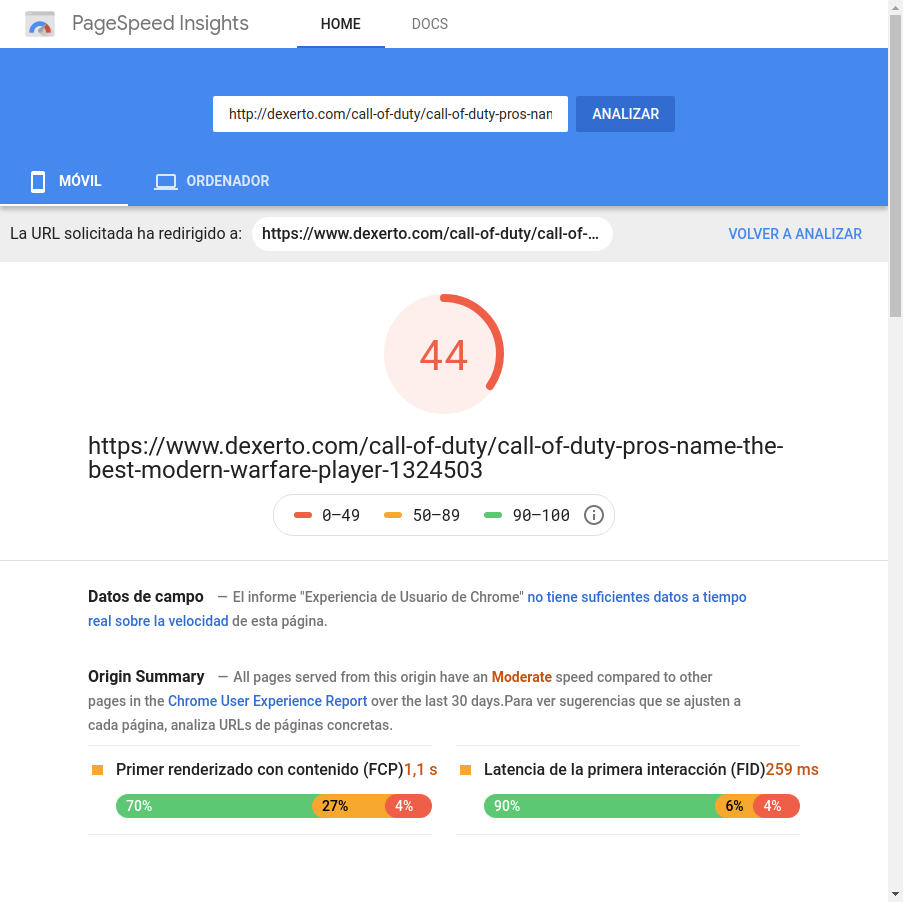 PageSpeed Insights HOME DOCS
http://dexerto.com/call-of-duty/call-of-duty-pros-nan ANALIZAR
MÓVIL ORDENADOR
La URL solicitada ha redirigido a: https://www.dexerto.com/call-of-duty/call-of-... VOLVER A ANALIZAR
44
https://www.dexerto.com/call-of-duty/call-of-duty-pros-name-the-
best-modern-warfare-player-1324503
0–49 50–89 90–100
Datos de campo — El informe "Experiencia de Usuario de Chrome" no tiene suficientes datos a tiempo
real sobre la velocidad de esta página.
Origin Summary — All pages served from this origin have an Moderate speed compared to other
pages in the Chrome User Experience Report over the last 30 days.Para ver sugerencias que se ajusten a
cada página, analiza URLs de páginas concretas.
Primer renderizado con contenido (FCP)1,1 s Latencia de la primera interacción (FID)259 ms
70% 27% 4% 90% 6% 4%